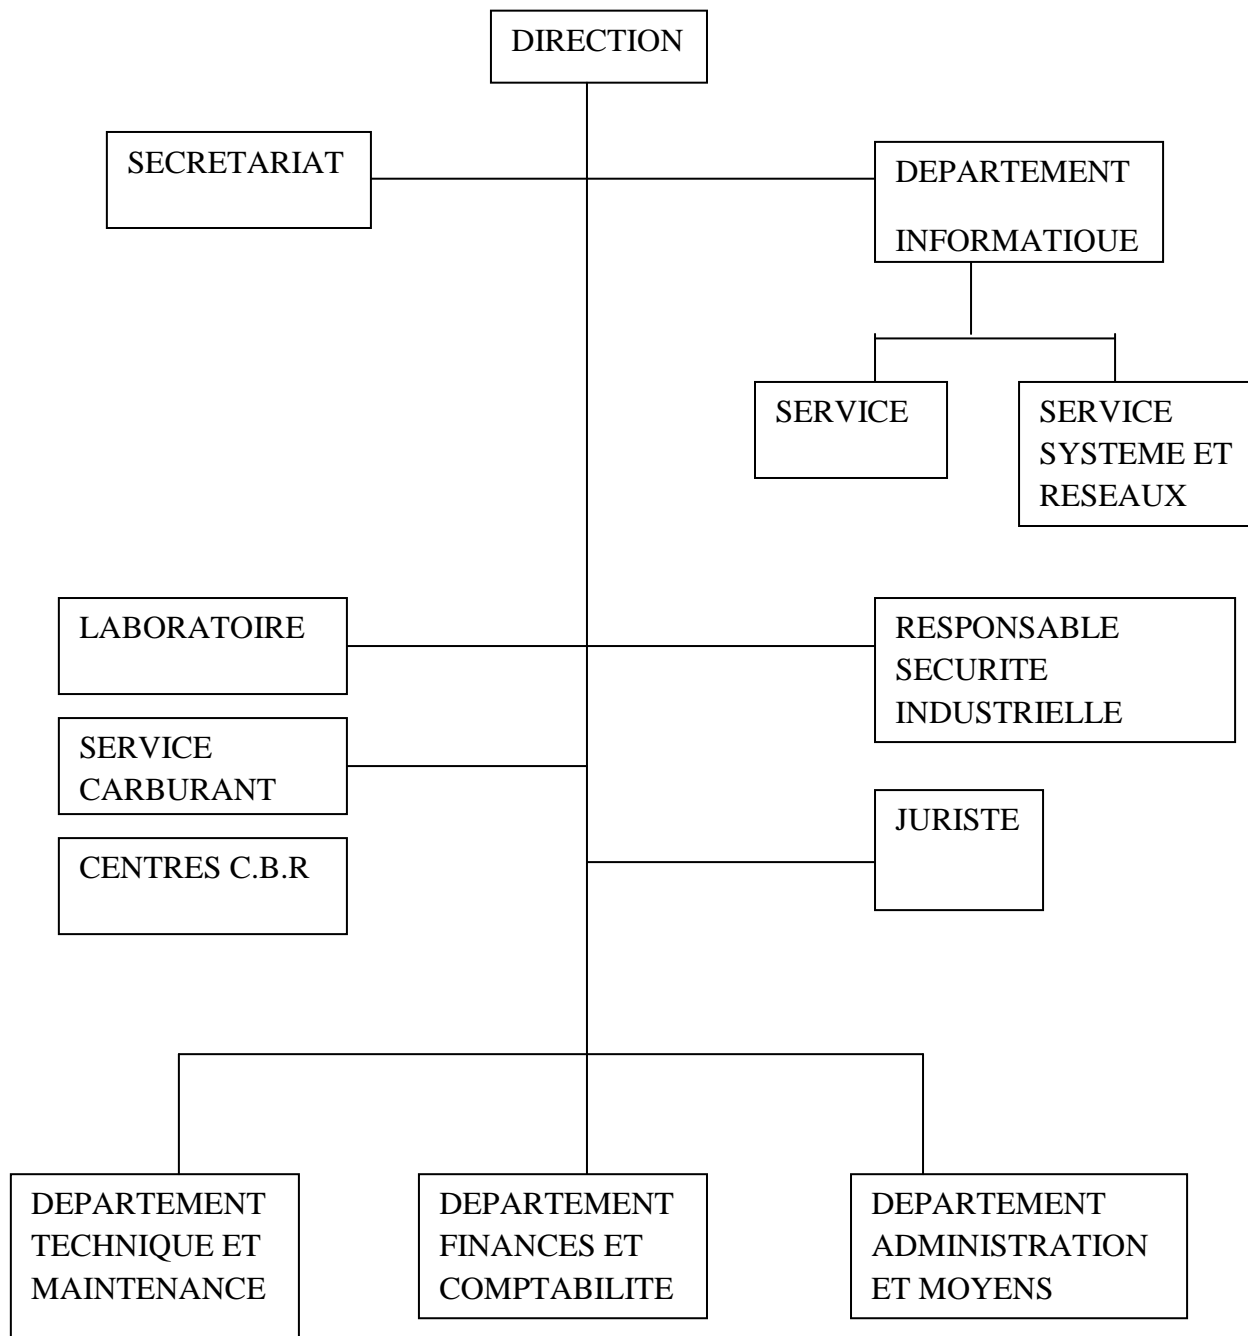 DIRECTION
SECRETARIAT
DEPARTEMENT
INFORMATIQUE
SERVICE
SERVICE
SYSTEME ET
RESEAUX
LABORATOIRE
RESPONSABLE
SECURITE
INDUSTRIELLE
SERVICE
CARBURANT
JURISTE
CENTRES C.B.R
DEPARTEMENT
TECHNIQUE ET
MAINTENANCE
DEPARTEMENT
FINANCES ET
COMPTABILITE
DEPARTEMENT
ADMINISTRATION
ET MOYENS